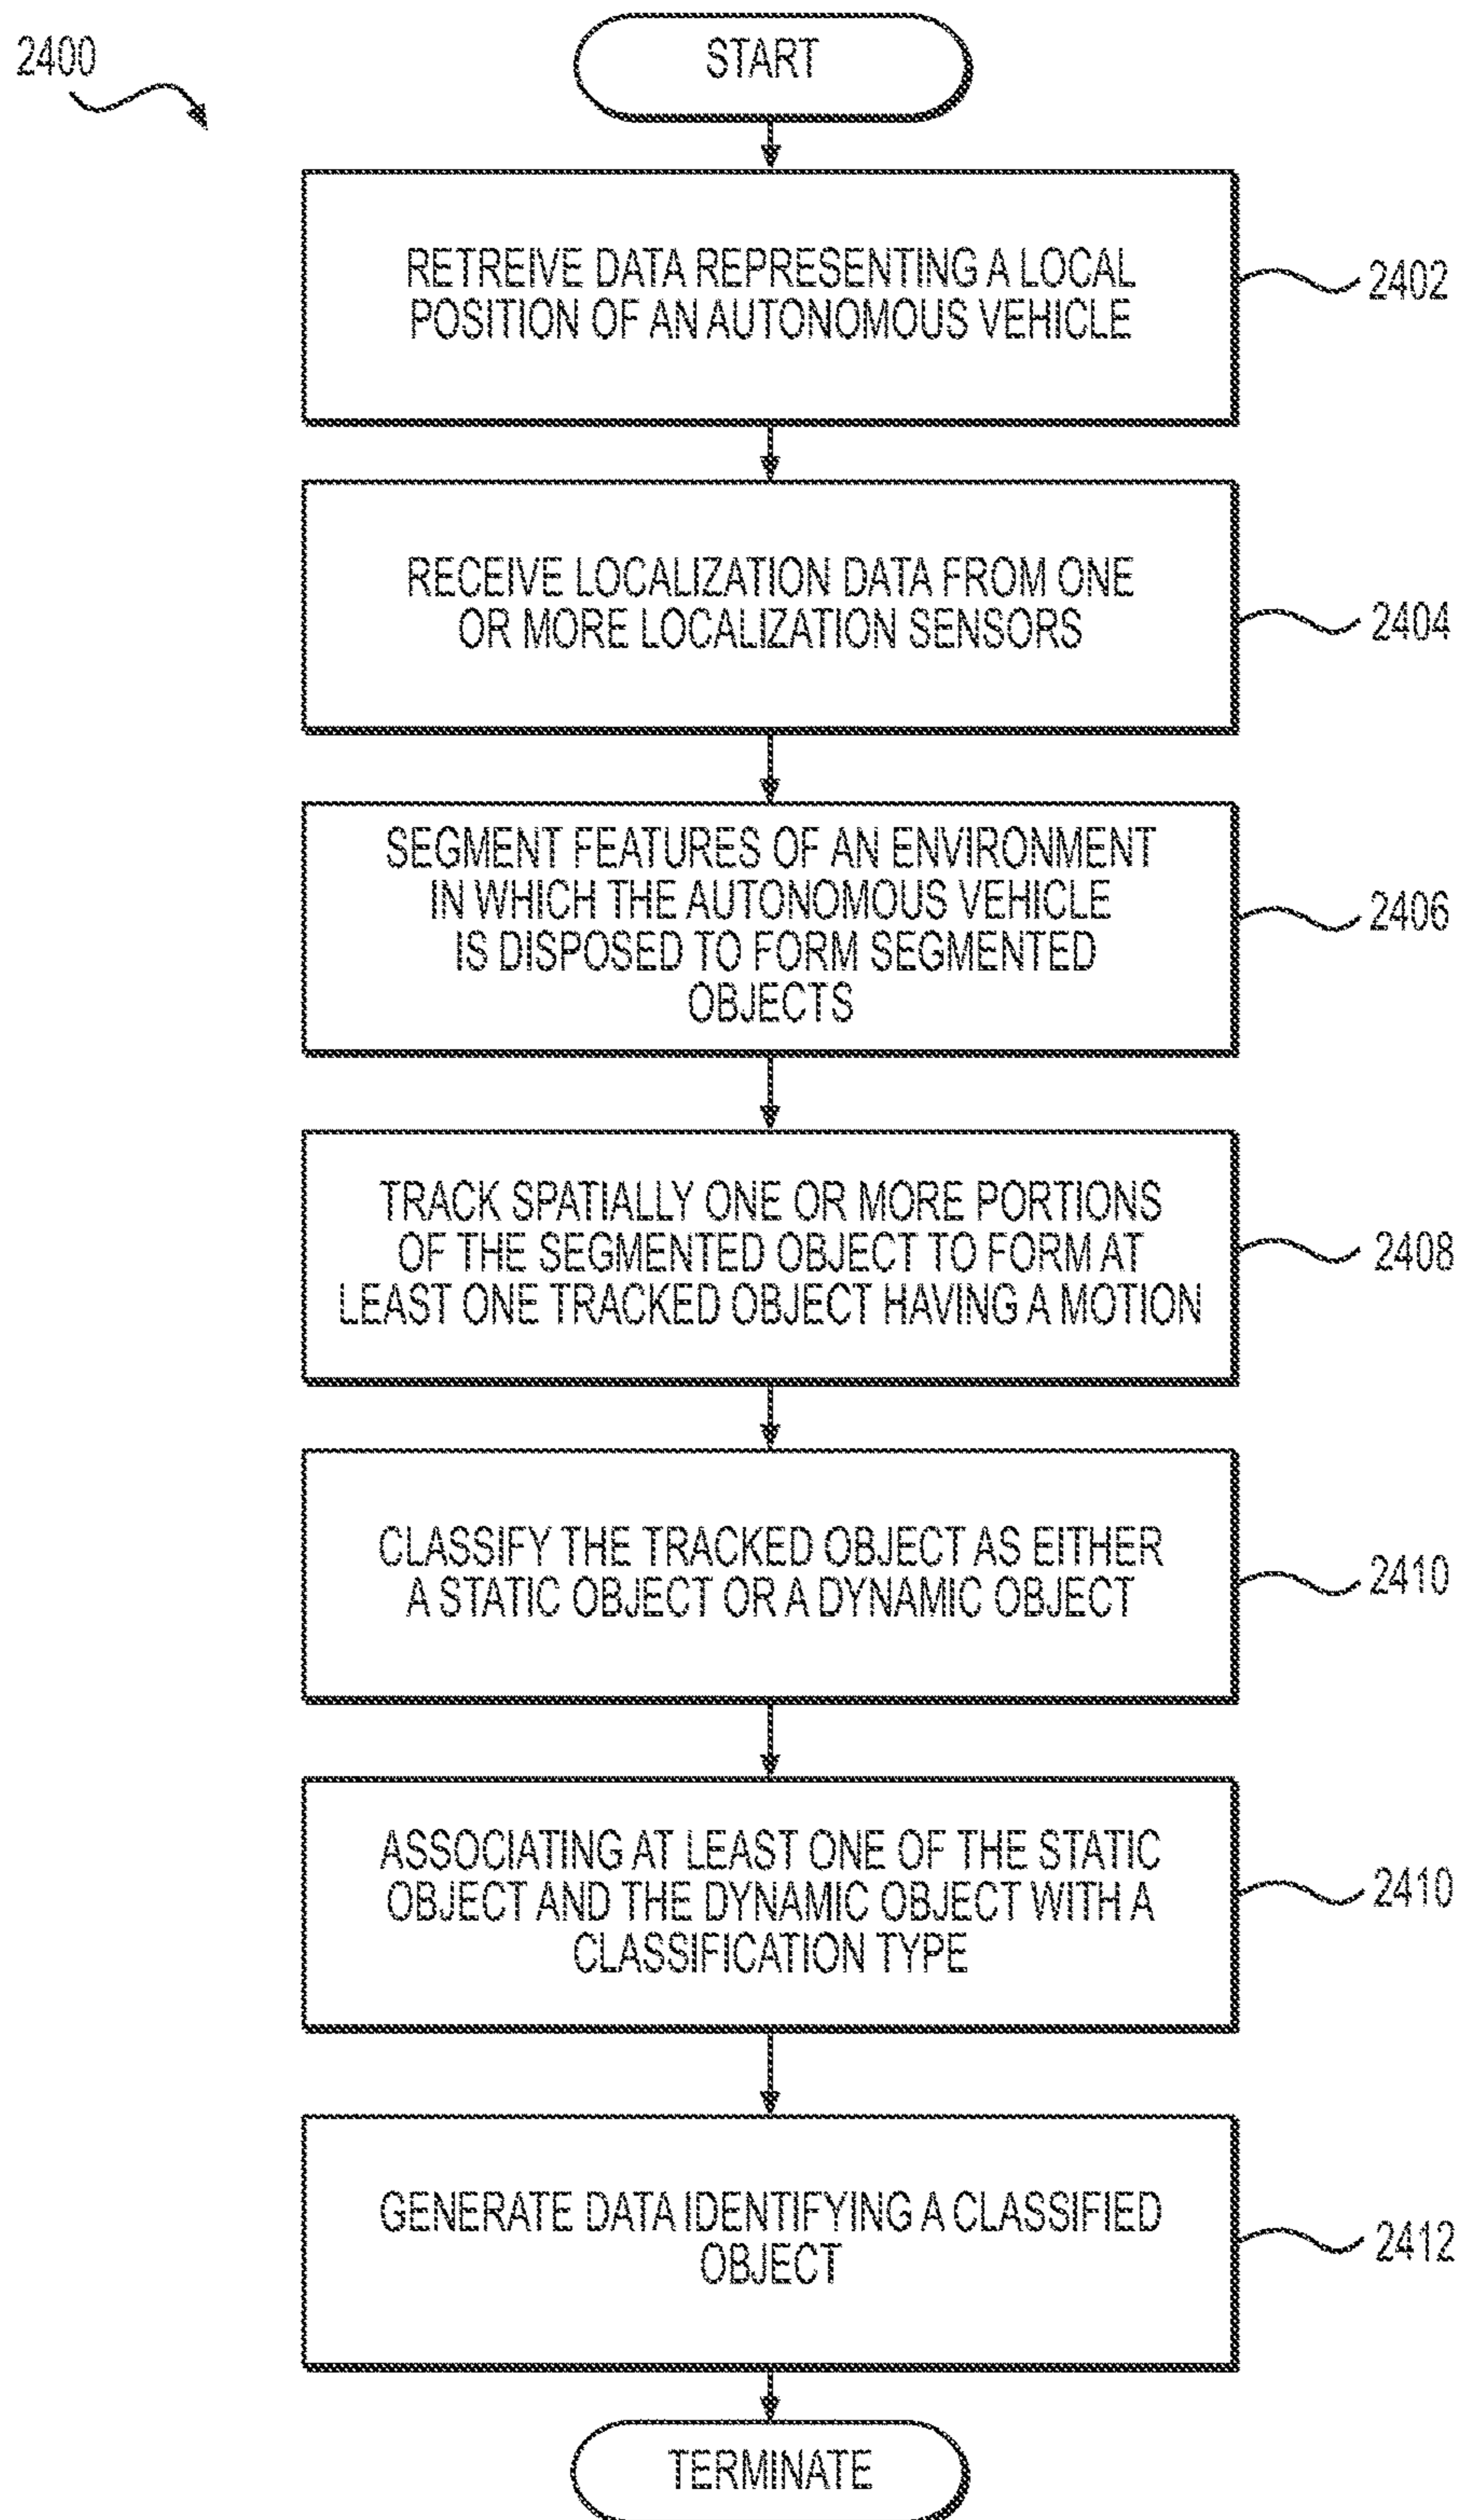 2400
START
RETREIVE DATA REPRESENTING A LOCAL
POSITION OF AN AUTONOMOUS VEHICLE
2402
RECEIVE LOCALIZATION DATA FROM ONE
OR MORE LOCALIZATION SENSORS
2404
SEGMENT FEATURES OF AN ENVIRONMENT
IN WHICH THE AUTONOMOUS VEHICLE
IS DISPOSED TO FORM SEGMENTED
OBJECTS
2406
TRACK SPATIALLY ONE OR MORE PORTIONS
OF THE SEGMENTED OBJECT TO FORM AT
LEAST ONE TRACKED OBJECT HAVING A MOTION
2408
CLASSIFY THE TRACKED OBJECT AS EITHER
A STATIC OBJECT OR A DYNAMIC OBJECT
2410
ASSOCIATING AT LEAST ONE OF THE STATIC
OBJECT AND THE DYNAMIC OBJECT WITH A
CLASSIFICATION TYPE
2410
GENERATE DATA IDENTIFYING A CLASSIFIED
OBJECT
2412
TERMINATE